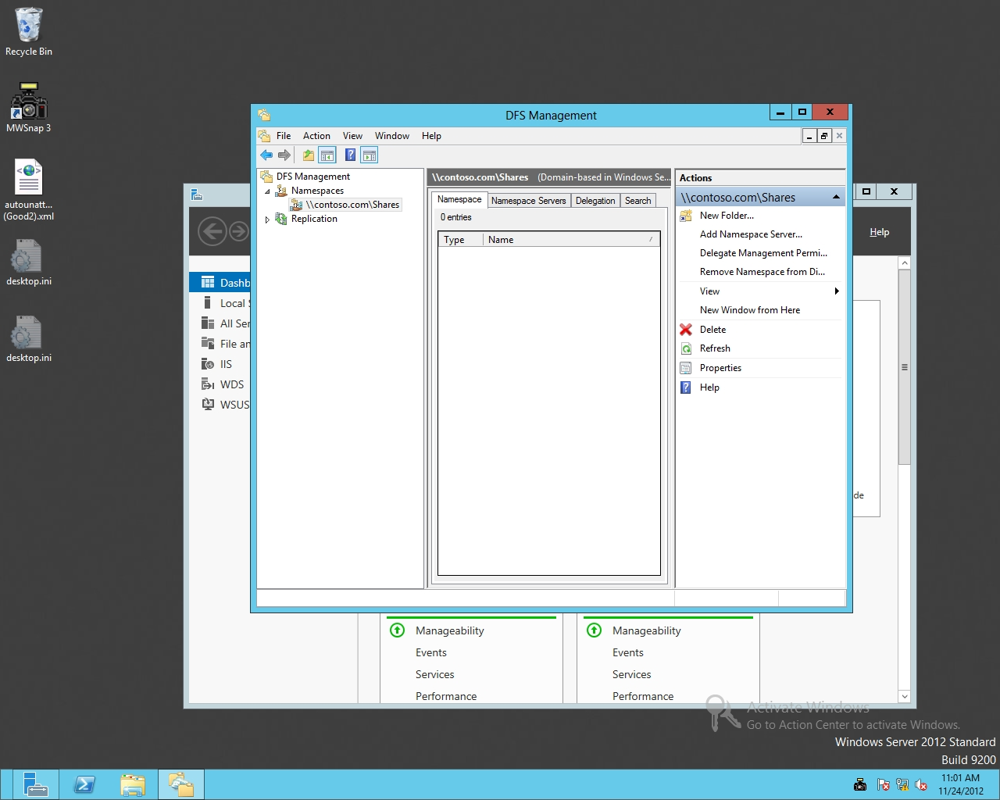 Recycle Bin
MWSnap 3
autounatt...
(Good2).xml
desktop.ini
desktop.ini
DFS Management
File Action View Window Help
DFS Management
Namespaces
\\contoso.com\Shares
Replication
\\contoso.com\Shares (Domain-based in Windows Se...
Namespace Namespace Servers Delegation Search
0 entries
Type Name
Actions
\\contoso.com\Shares
New Folder...
Add Namespace Server...
Delegate Management Permi...
Remove Namespace from Di...
View
New Window from Here
Delete
Refresh
Properties
Help
Help
Dashb
Local S
All Ser
File an
IIS
WDS
WSUS
de
Manageability
Events
Services
Performance
Manageability
Events
Services
Performance
Activate Windows
Go to Action Center to activate Windows.
Windows Server 2012 Standard
Build 9200
11:01 AM
11/24/2012